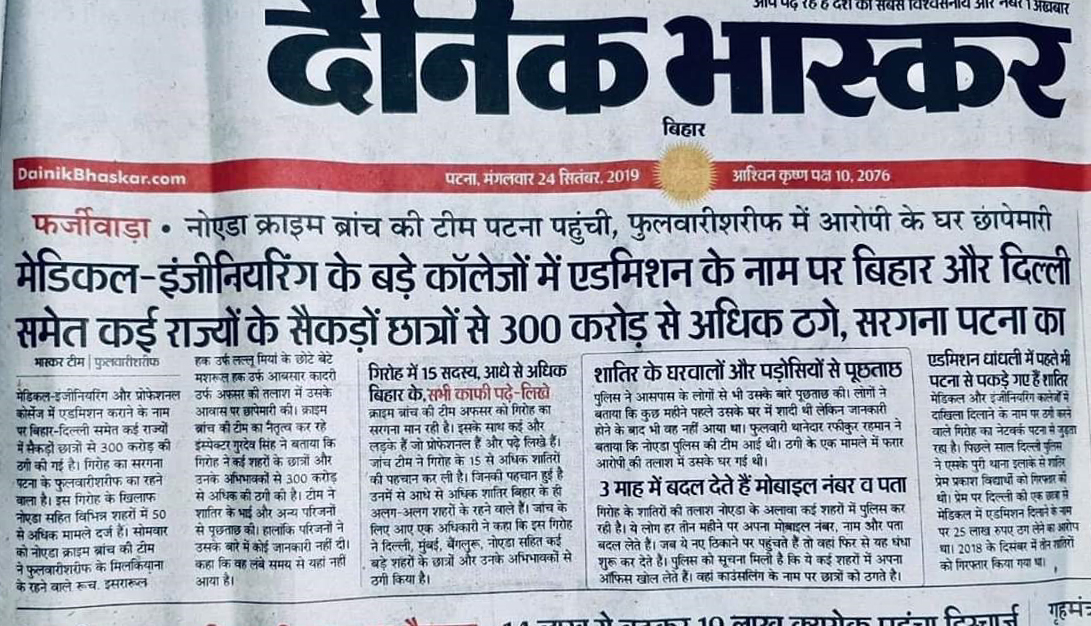 आप पढ़ रहे हैं देश का सबसे विश्वसनीय और नंबर 1 अखबार
दैनिक भास्कर
बिहार
DainikBhaskar.com
पटना, मंगलवार 24 सितंबर, 2019
आश्विन कृष्ण पक्ष 10, 2076
फर्जीवाड़ा • नोएडा क्राइम ब्रांच की टीम पटना पहुंची, फुलवारीशरीफ में आरोपी के घर छापेमारी
मेडिकल-इंजीनियरिंग के बड़े कॉलेजों में एडमिशन के नाम पर बिहार और दिल्ली
समेत कई राज्यों के सैकड़ों छात्रों से 300 करोड़ से अधिक ठगे, सरगना पटना का
भास्कर टीम | फुलवारीशरीफ
मेडिकल-इंजीनियरिंग और प्रोफेशनल
कोर्सेज में एडमिशन कराने के नाम
पर बिहार-दिल्ली समेत कई राज्यों
में सैकड़ों छात्रों से 300 करोड़ की
ठगी की गई है। गिरोह का सरगना
पटना के फुलवारीशरीफ का रहने
वाला है। इस गिरोह के खिलाफ
नोएडा सहित विभिन्न शहरों में 50
से अधिक मामले दर्ज हैं। सोमवार
को नोएडा क्राइम ब्रांच की टीम
ने फुलवारीशरीफ के मिल्कियाना
के रहने वाले रूच. इसरारूल
हक उर्फ लल्लू मियां के छोटे बेटे
मशरूल हक उर्फ आबसार कादरी
उर्फ अफसर की तलाश में उसके
आवास पर छापेमारी की। क्राइम
ब्रांच की टीम का नेतृत्व कर रहे
इंस्पेक्टर गुरदेव सिंह ने बताया कि
गिरोह ने कई शहरों के छात्रों और
उनके अभिभावकों से 300 करोड़
से अधिक की ठगी की है। टीम ने
शातिर के भाई और अन्य परिजनों
से पूछताछ की। हालांकि परिजनों ने
उसके बारे में कोई जानकारी नहीं दी।
कहा कि वह लंबे समय से यहां नहीं
आया है।
गिरोह में 15 सदस्य, आधे से अधिक
बिहार के, सभी काफी पढ़े-लिखे
क्राइम ब्रांच की टीम अफसर को गिरोह का
सरगना मान रही है। इसके साथ कई और
लड़के हैं जो प्रोफेशनल हैं और पढ़े लिखे हैं।
जांच टीम ने गिरोह के 15 से अधिक शातिरों
की पहचान कर ली है। जिनकी पहचान हुई है
उनमें से आधे से अधिक शातिर बिहार के ही
अलग-अलग शहरों के रहने वाले हैं। जांच के
लिए आए एक अधिकारी ने कहा कि इस गिरोह
ने दिल्ली, मुंबई, बैंगलुरू, नोएडा सहित कई
बड़े शहरों के छात्रों और उनके अभिभावकों से
ठगी किया है।
शातिर के घरवालों और पड़ोसियों से पूछताछ
पुलिस ने आसपास के लोगों से भी उसके बारे पूछताछ की। लोगों ने
बताया कि कुछ महीने पहले उसके घर में शादी थी लेकिन जानकारी
होने के बाद भी वह नहीं आया था। फुलवारी थानेदार रफीकुर रहमान ने
बताया कि नोएडा पुलिस की टीम आई थी। ठगी के एक मामले में फरार
आरोपी की तलाश में उसके घर गई थी।
3 माह में बदल देते हैं मोबाइल नंबर व पता
गिरोह के शातिरों की तलाश नोएडा के अलावा कई शहरों में पुलिस कर
रही है। ये लोग हर तीन महीने पर अपना मोबाइल नंबर, नाम और पता
बदल लेते हैं। जब ये नए ठिकाने पर पहुंचते हैं तो वहां फिर से यह धंधा
शुरू कर देते है। पुलिस को सूचना मिली है कि ये कई शहरों में अपना
ऑफिस खोल लेते हैं। वहां काउंसलिंग के नाम पर छात्रों को ठगते है।
एडमिशन धांधली में पहले भी
पटना से पकड़े गए हैं शातिर
मेडिकल और इंजीनियरिंग कालेजों में
दाखिला दिलाने के नाम पर ठगी करने
वाले गिरोह का नेटवर्क पटना से जुड़ता
रहा है। पिछले साल दिल्ली पुलिस
ने एसके पुरी थाना इलाके से शातिर
प्रेम प्रकाश विद्यार्थी को गिरफ्तार की
थी। प्रेम पर दिल्ली की एक छात्र से
मेडिकल में एडमिशन दिलाने के नाम
पर 25 लाख रुपए ठग लेने का आरोप
था। 2018 के दिसंबर में तीन शातिरों
को गिरफ्तार किया गया था।
गृहमंत्र